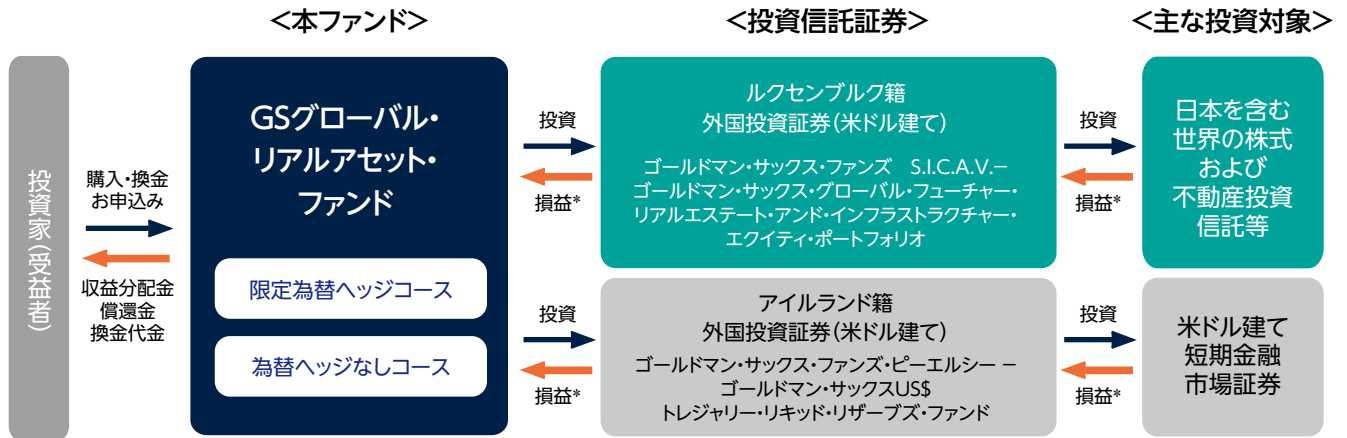 <本ファンド>
<投資信託証券>
<主な投資対象>
投資家(受益者)
購入・換金
お申込み
収益分配金
償還金
換金代金
GSグローバル・
リアルアセット・
ファンド
限定為替ヘッジコース
為替ヘッジなしコース
投資
損益*
ルクセンブルク籍
外国投資証券(米ドル建て)
ゴールドマン・サックス・ファンズ S.I.C.A.V.−
ゴールドマン・サックス・グローバル・フューチャー・
リアルエステート・アンド・インフラストラクチャー・
エクイティ・ポートフォリオ
投資
損益*
日本を含む
世界の株式
および
不動産投資
信託等
投資
損益*
アイルランド籍
外国投資証券(米ドル建て)
ゴールドマン・サックス・ファンズ・ピーエルシー −
ゴールドマン・サックスUS$
トレジャリー・リキッド・リザーブズ・ファンド
投資
損益*
米ドル建て
短期金融
市場証券